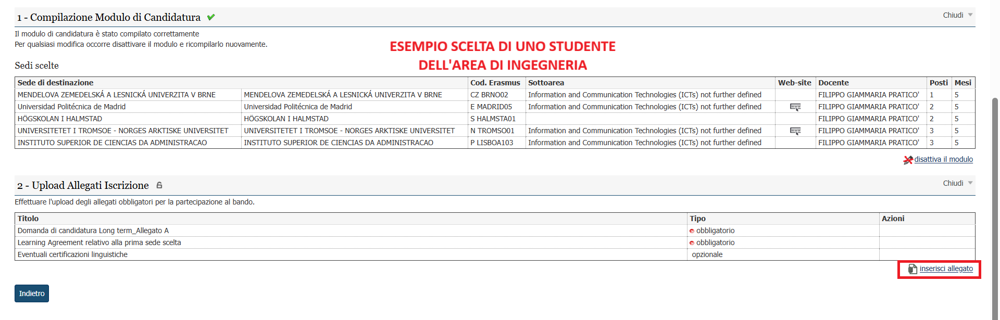 1 - Compilazione Modulo di Candidatura
Chiudi
Il modulo di candidatura è stato compilato correttamente
Per qualsiasi modifica occorre disattivare il modulo e ricompilarlo nuovamente.
ESEMPIO SCELTA DI UNO STUDENTE
DELL'AREA DI INGEGNERIA
Sedi scelte
Sede di destinazione Cod. Erasmus Sottoarea Web-site Docente Posti Mesi
MENDELOVA ZEMEDELSKÁ A LESNICKÁ UNIVERZITA V BRNE MENDELOVA ZEMEDELSKÁ A LESNICKÁ UNIVERZITA V BRNE CZ BRNO02 Information and Communication Technologies (ICTs) not further defined FILIPPO GIAMMARIA PRATICO' 1 5
Universidad Politécnica de Madrid Universidad Politécnica de Madrid E MADRID05 Information and Communication Technologies (ICTs) not further defined www FILIPPO GIAMMARIA PRATICO' 2 5
HÖGSKOLAN I HALMSTAD HÖGSKOLAN I HALMSTAD S HALMSTA01 FILIPPO GIAMMARIA PRATICO' 2 5
UNIVERSITETET I TROMSOE - NORGES ARKTISKE UNIVERSITET UNIVERSITETET I TROMSOE - NORGES ARKTISKE UNIVERSITET N TROMSO01 Information and Communication Technologies (ICTs) not further defined www FILIPPO GIAMMARIA PRATICO' 3 5
INSTITUTO SUPERIOR DE CIENCIAS DA ADMINISTRACAO INSTITUTO SUPERIOR DE CIENCIAS DA ADMINISTRACAO P LISBOA103 Information and Communication Technologies (ICTs) not further defined FILIPPO GIAMMARIA PRATICO' 3 5
disattiva il modulo
2 - Upload Allegati Iscrizione
Chiudi
Effettuare l'upload degli allegati obbligatori per la partecipazione al bando.
Titolo Tipo Azioni
Domanda di candidatura Long term_Allegato A obbligatorio
Learning Agreement relativo alla prima sede scelta obbligatorio
Eventuali certificazioni linguistiche opzionale
inserisci allegato
Indietro